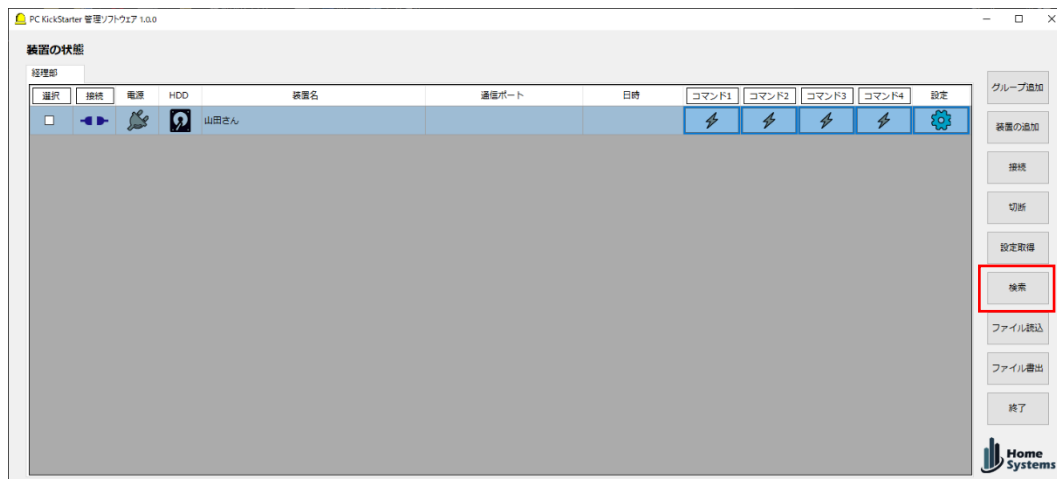 PC KickStarter 管理ソフトウェア 1.0.0
装置の状態
経理部
選択 接続 電源 HDD 装置名 通信ポート 日時 コマンド1 コマンド2 コマンド3 コマンド4 設定
山田さん
グループ追加
装置の追加
接続
切断
設定取得
検索
ファイル読込
ファイル書出
終了
Home
Systems